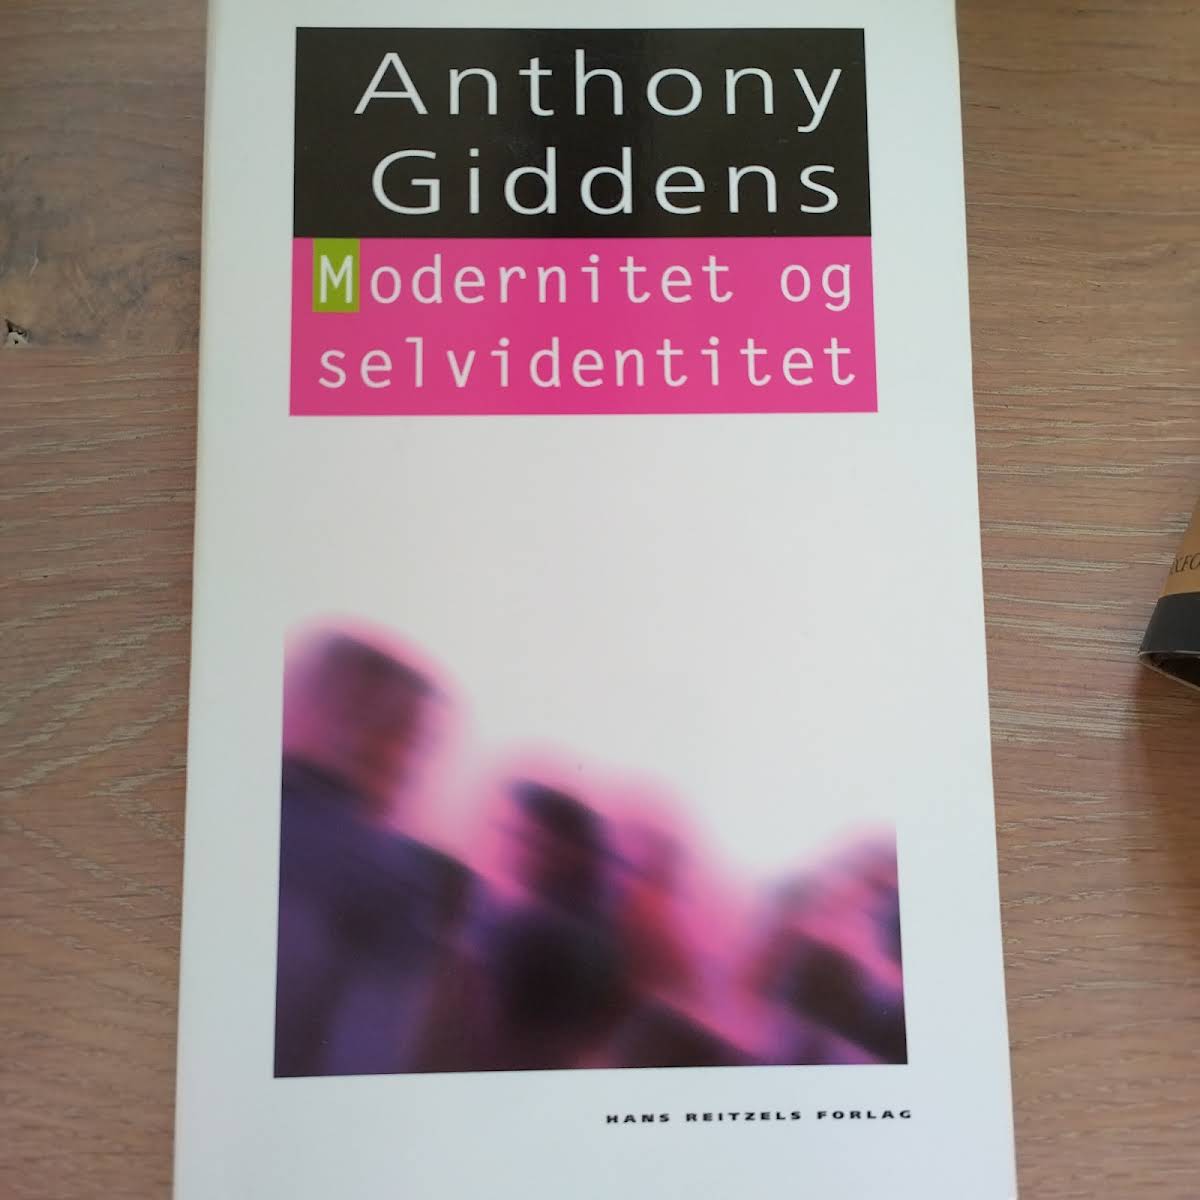 Anthony
Giddens
Modernitet og
selvidentitet
HANS REITZELS FORLAG